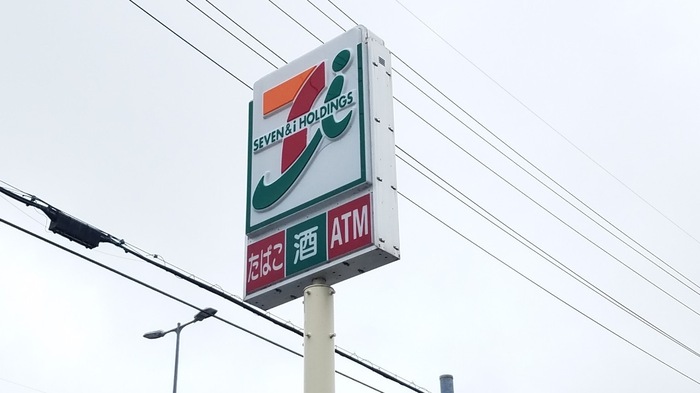 SEVEN&i HOLDINGS
たばこ 酒 ATM